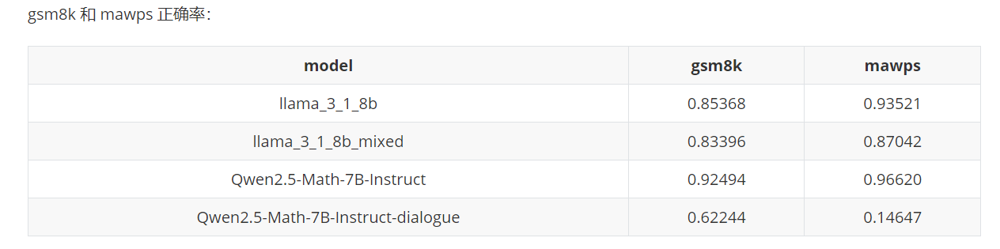 gsm8k 和 mawps 正确率：
model gsm8k mawps
llama_3_1_8b 0.85368 0.93521
llama_3_1_8b_mixed 0.83396 0.87042
Qwen2.5-Math-7B-Instruct 0.92494 0.96620
Qwen2.5-Math-7B-Instruct-dialogue 0.62244 0.14647